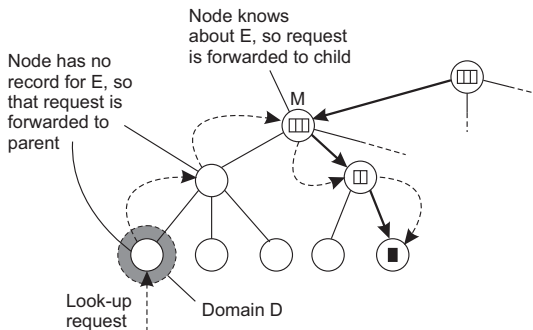 Node knows
about E, so request
is forwarded to child
Node has no
record for E, so
that request is
forwarded to
parent
M
Look-up
request
Domain D